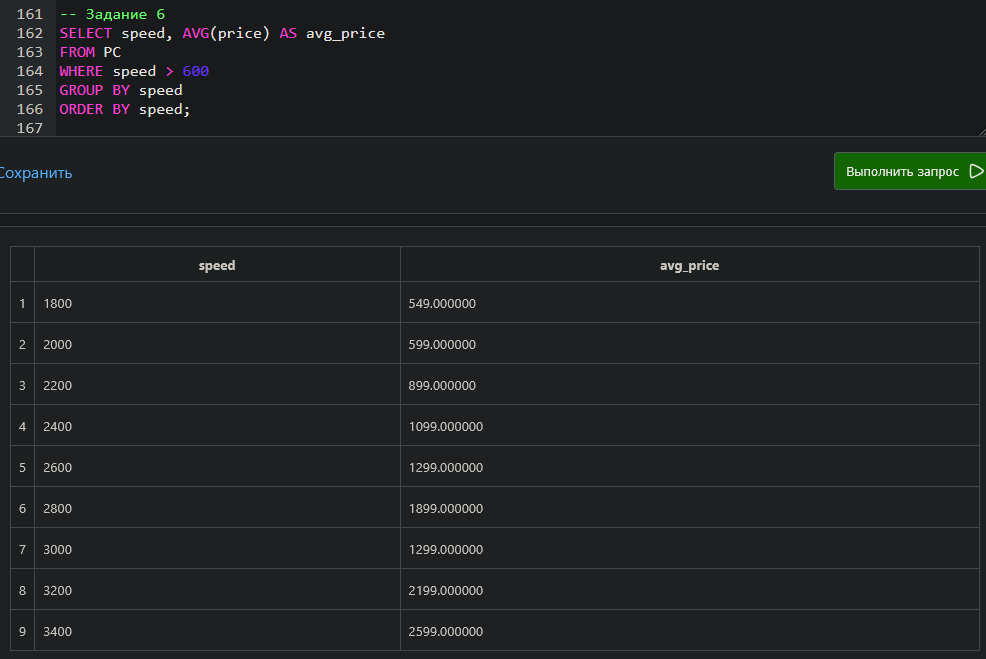 161 -- Задание 6
162 SELECT speed, AVG(price) AS avg_price
163 FROM PC
164 WHERE speed > 600
165 GROUP BY speed
166 ORDER BY speed;
167
Сохранить
Выполнить запрос
speed avg_price
1 1800 549.000000
2 2000 599.000000
3 2200 899.000000
4 2400 1099.000000
5 2600 1299.000000
6 2800 1899.000000
7 3000 1299.000000
8 3200 2199.000000
9 3400 2599.000000